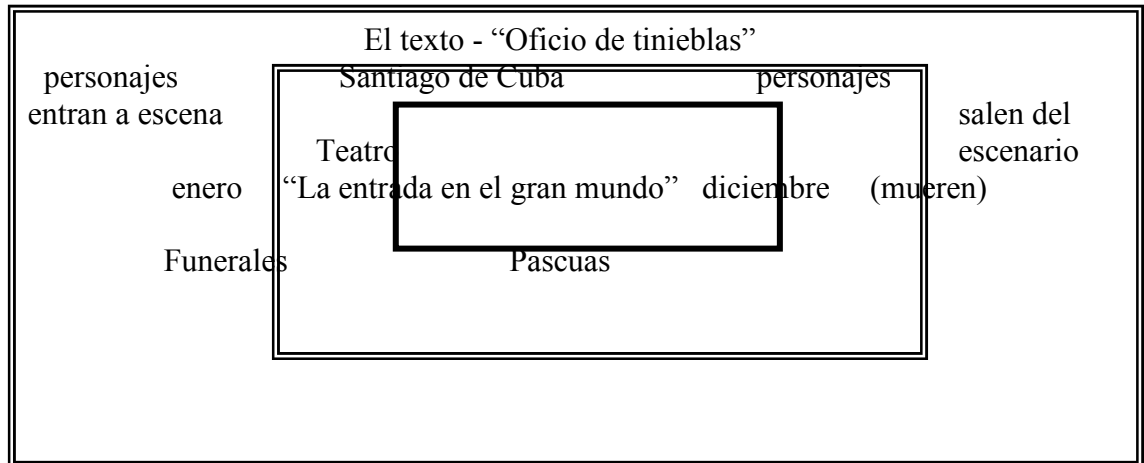 El texto - “Oficio de tinieblas”
personajes Santiago de Cuba personajes
entran a escena salen del
Teatro escenario
enero “La entrada en el gran mundo” diciembre (mueren)
Funerales Pascuas